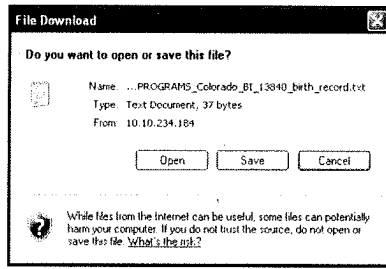 File Download
Do you want to open or save this file?
Name: ...PROGRAMS_Colorado_BI_13840_birth_record.txt
Type: Text Document, 37 bytes
From: 10.10.234.184
Open Save Cancel
While files from the Internet can be useful, some files can potentially
harm your computer. If you do not trust the source, do not open or
save this file. What's the risk?